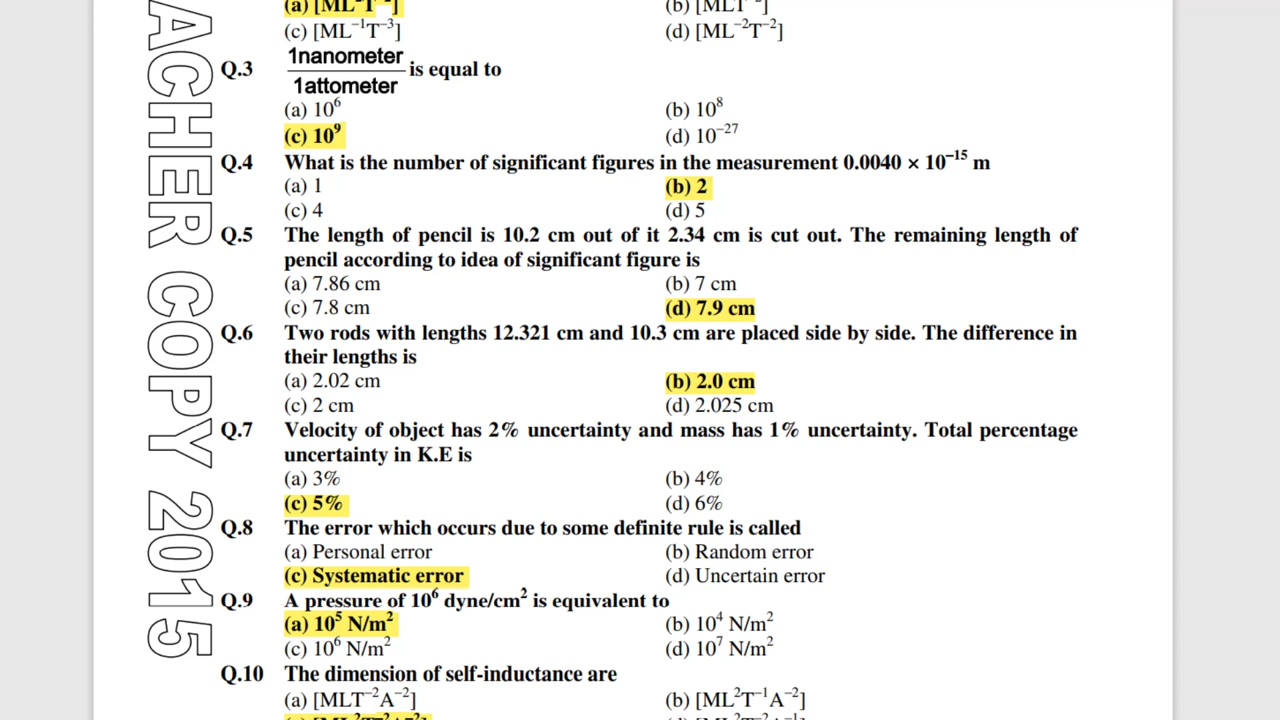 (a) [ML⁻¹T⁻²]
(b) [MLT⁻²]
(c) [ML⁻¹T⁻³]
(d) [ML⁻²T⁻²]
Q.3 1nanometer / 1attometer is equal to
(a) 10⁶
(b) 10⁸
(c) 10⁹
(d) 10⁻²⁷
Q.4 What is the number of significant figures in the measurement 0.0040 × 10⁻¹⁵ m
(a) 1
(b) 2
(c) 4
(d) 5
Q.5 The length of pencil is 10.2 cm out of it 2.34 cm is cut out. The remaining length of
pencil according to idea of significant figure is
(a) 7.86 cm
(b) 7 cm
(c) 7.8 cm
(d) 7.9 cm
Q.6 Two rods with lengths 12.321 cm and 10.3 cm are placed side by side. The difference in
their lengths is
(a) 2.02 cm
(b) 2.0 cm
(c) 2 cm
(d) 2.025 cm
Q.7 Velocity of object has 2% uncertainty and mass has 1% uncertainty. Total percentage
uncertainty in K.E is
(a) 3%
(b) 4%
(c) 5%
(d) 6%
Q.8 The error which occurs due to some definite rule is called
(a) Personal error
(b) Random error
(c) Systematic error
(d) Uncertain error
Q.9 A pressure of 10⁶ dyne/cm² is equivalent to
(a) 10⁵ N/m²
(b) 10⁴ N/m²
(c) 10⁶ N/m²
(d) 10⁷ N/m²
Q.10 The dimension of self-inductance are
(a) [MLT⁻²A⁻²]
(b) [ML²T⁻¹A⁻²]
ACHER COPY 2015